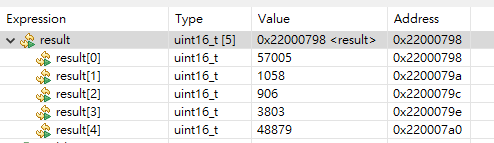 Expression Type Value Address
result uint16_t [5] 0x22000798 <result> 0x22000798
result[0] uint16_t 57005 0x22000798
result[1] uint16_t 1058 0x2200079a
result[2] uint16_t 906 0x2200079c
result[3] uint16_t 3803 0x2200079e
result[4] uint16_t 48879 0x220007a0